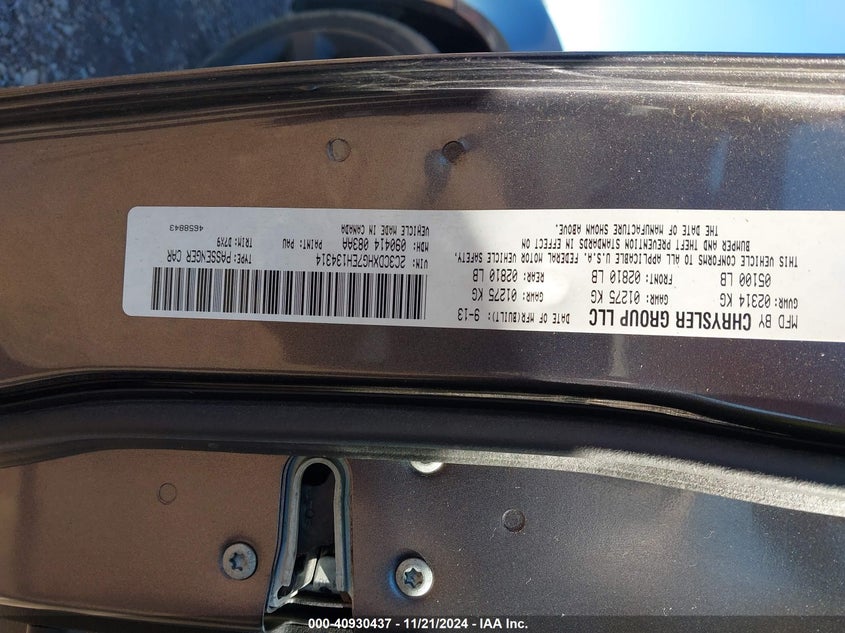 MFD BY CHRYSLER GROUP LLC
DATE OF MFR(BUILT): 9-13
GVWR: 02314 KG
GAWR: 01275 KG
GAWR: 01275 KG
05100 LB
FRONT: 02810 LB
REAR: 02810 LB
THIS VEHICLE CONFORMS TO ALL APPLICABLE U.S.A. FEDERAL MOTOR VEHICLE SAFETY,
BUMPER AND THEFT PREVENTION STANDARDS IN EFFECT ON
THE DATE OF MANUFACTURE SHOWN ABOVE.
VIN: 2C3CDXHG7EH134314
TYPE: PASSENGER CAR
MDH: 090414 083AA
PAINT: PAU
TRIM: D7X9
VEHICLE MADE IN CANADA
4658843
000-40930437 - 11/21/2024 - IAA Inc.